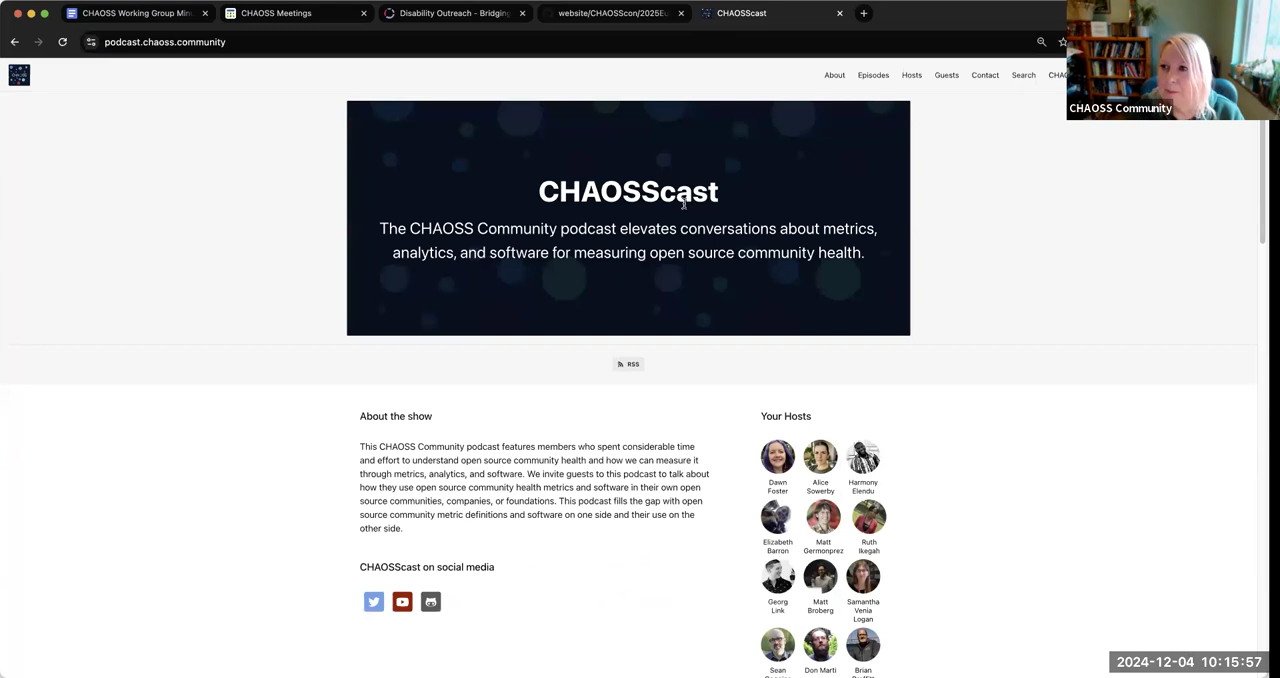 CHAOSS Working Group Min
CHAOSS Meetings
Disability Outreach - Bridging
website/CHAOSScon/2025Eu
CHAOSScast
podcast.chaoss.community
About Episodes Hosts Guests Contact Search CHAO
CHAOSS Community
CHAOSScast
The CHAOSS Community podcast elevates conversations about metrics,
analytics, and software for measuring open source community health.
RSS
About the show
This CHAOSS Community podcast features members who spent considerable time
and effort to understand open source community health and how we can measure it
through metrics, analytics, and software. We invite guests to this podcast to talk about
how they use open source community health metrics and software in their own open
source communities, companies, or foundations. This podcast fills the gap with open
source community metric definitions and software on one side and their use on the
other side.
CHAOSScast on social media
Your Hosts
Dawn
Foster
Alice
Sowerby
Harmony
Elendu
Elizabeth
Barron
Matt
Germonprez
Ruth
Ikegah
Georg
Link
Matt
Broberg
Samantha
Venia
Logan
Sean
Don Marti
Brian
2024-12-04 10:15:57